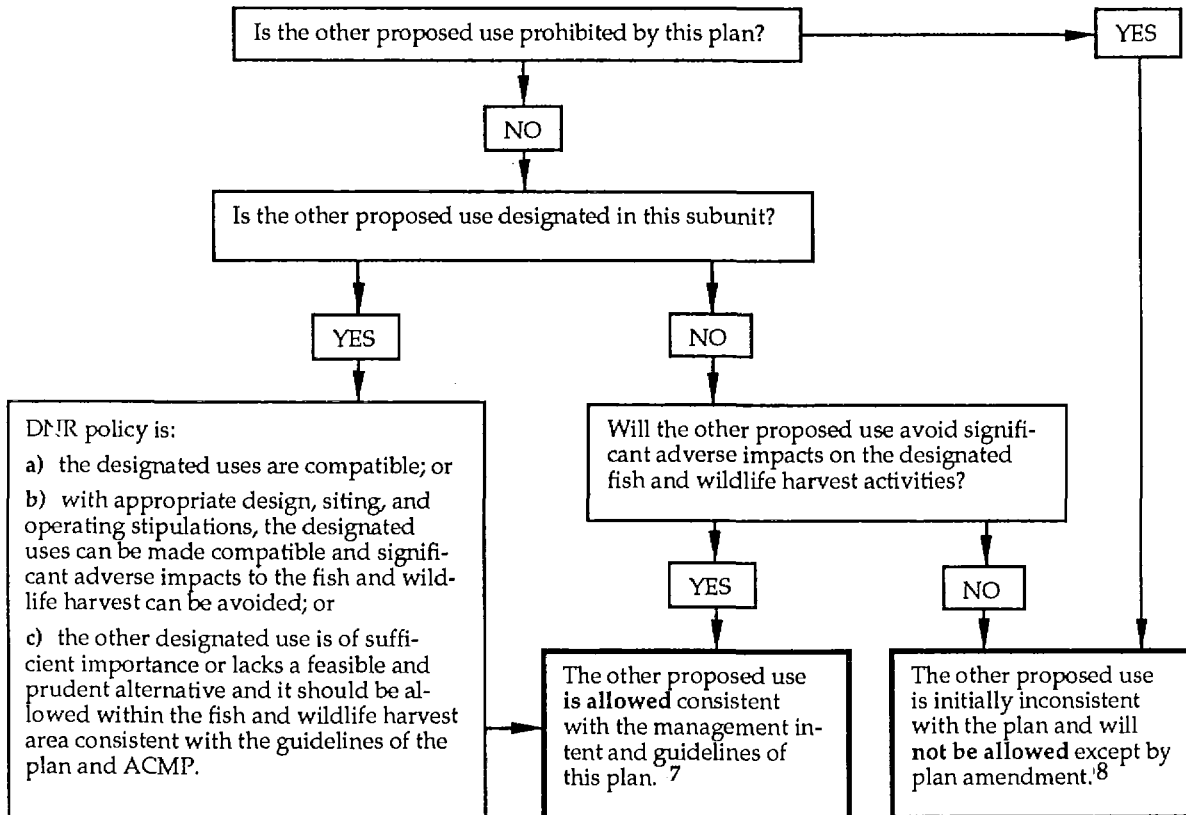 Is the other proposed use prohibited by this plan?
YES
NO
Is the other proposed use designated in this subunit?
YES
NO
DNR policy is:
a) the designated uses are compatible; or
b) with appropriate design, siting, and
operating stipulations, the designated
uses can be made compatible and signifi-
cant adverse impacts to the fish and wild-
life harvest can be avoided; or
c) the other designated use is of suffi-
cient importance or lacks a feasible and
prudent alternative and it should be al-
lowed within the fish and wildlife harvest
area consistent with the guidelines of the
plan and ACMP.
Will the other proposed use avoid signifi-
cant adverse impacts on the designated
fish and wildlife harvest activities?
YES
NO
The other proposed use
is allowed consistent
with the management in-
tent and guidelines of
this plan. 7
The other proposed use
is initially inconsistent
with the plan and will
not be allowed except by
plan amendment. 8